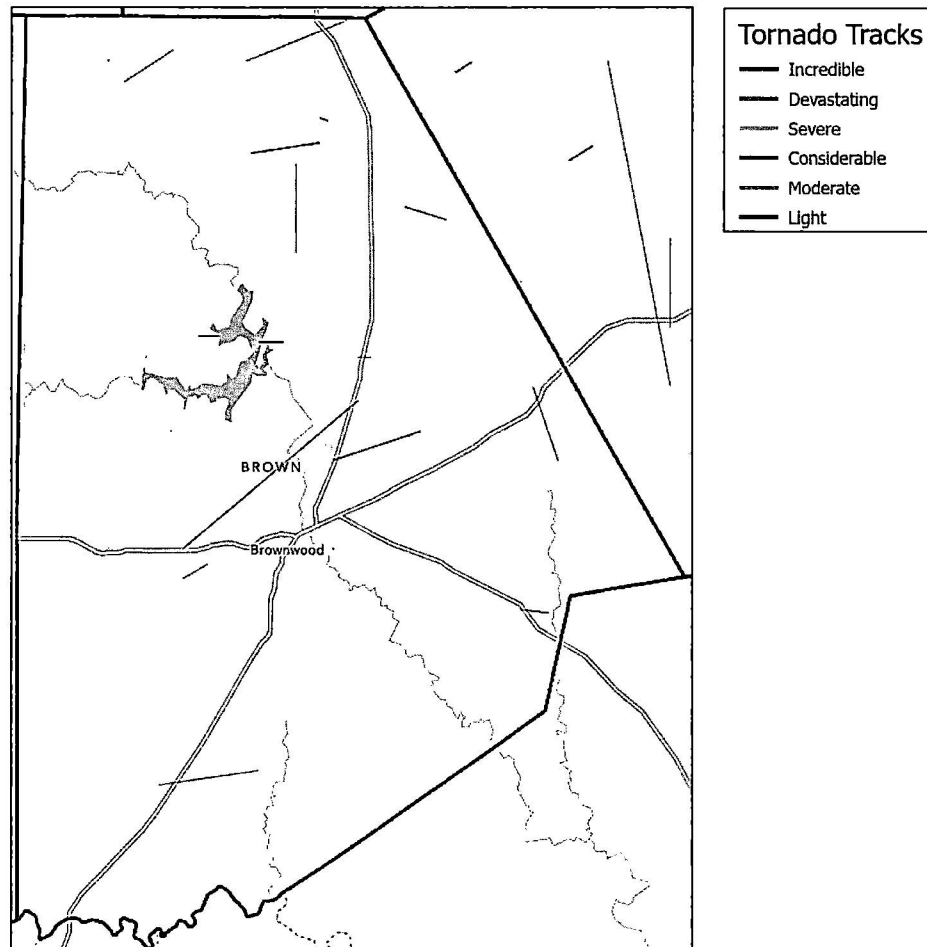 Tornado Tracks
Incredible
Devastating
Severe
Considerable
Moderate
Light
BROWN
Brownwood